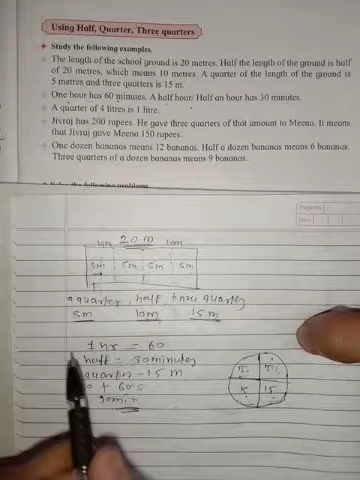 Using Half, Quarter, Three quarters
Study the following examples.
The length of the school ground is 20 metres. Half the length of the ground is half
of 20 metres, which means 10 metres. A quarter of the length of the ground is
5 metres and three quarters is 15 m.
One hour has 60 minutes. A half hour/ Half an hour has 30 minutes.
A quarter of 4 litres is 1 litre.
Jivraj has 200 rupees. He gave three quarters of that amount to Meena. It means
that Jivraj gave Meena 150 rupees.
One dozen bananas means 12 bananas. Half a dozen bananas means 6 bananas.
Three quarters of a dozen bananas means 9 bananas.
Solve the following problems.
10m 20 m 10m
5m 5m 5m 5m
a quarter, half, three quarter
5m 10m 15m
1 hr = 60
half = 30 minutes
quarter - 15 m
15